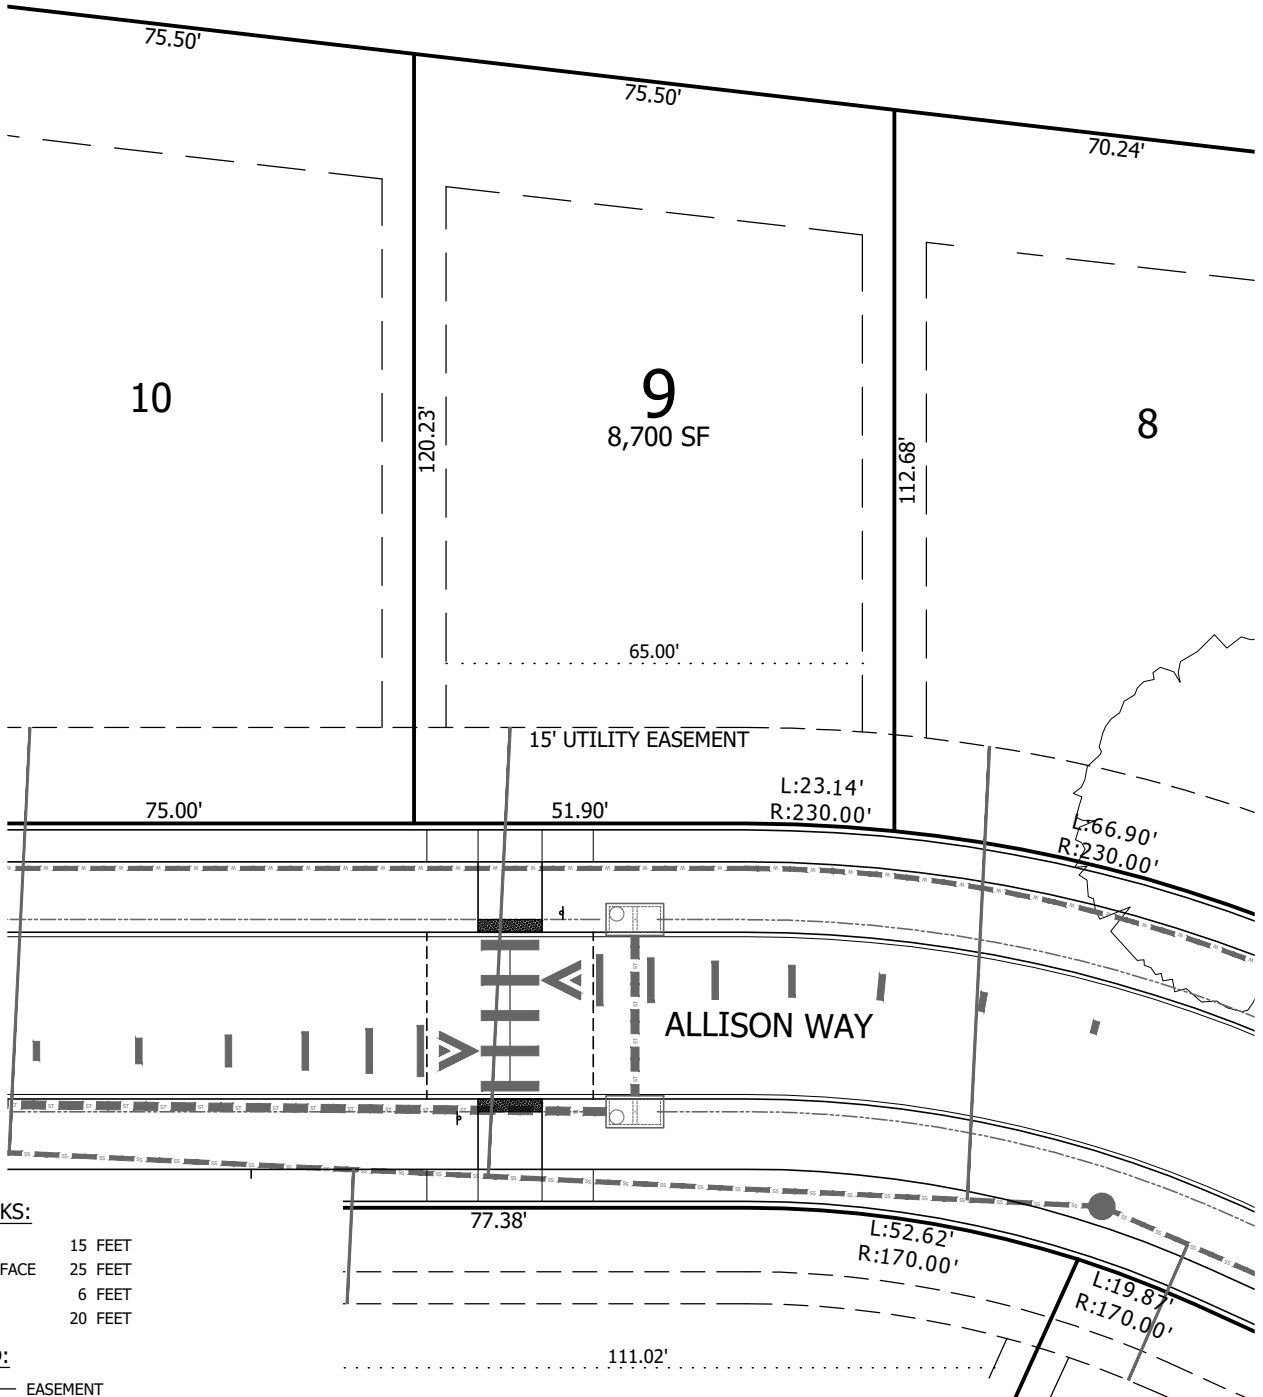 75.50'
75.50'
70.24'
10
9
8,700 SF
8
120.23'
112.68'
65.00'
15' UTILITY EASEMENT
75.00'
51.90'
L:23.14'
R:230.00'
L:66.90'
R:230.00'
ALLISON WAY
KS:
15 FEET
FACE 25 FEET
6 FEET
20 FEET
77.38'
L:52.62'
R:170.00'
L:19.87'
R:170.00'
111.02'
EASEMENT